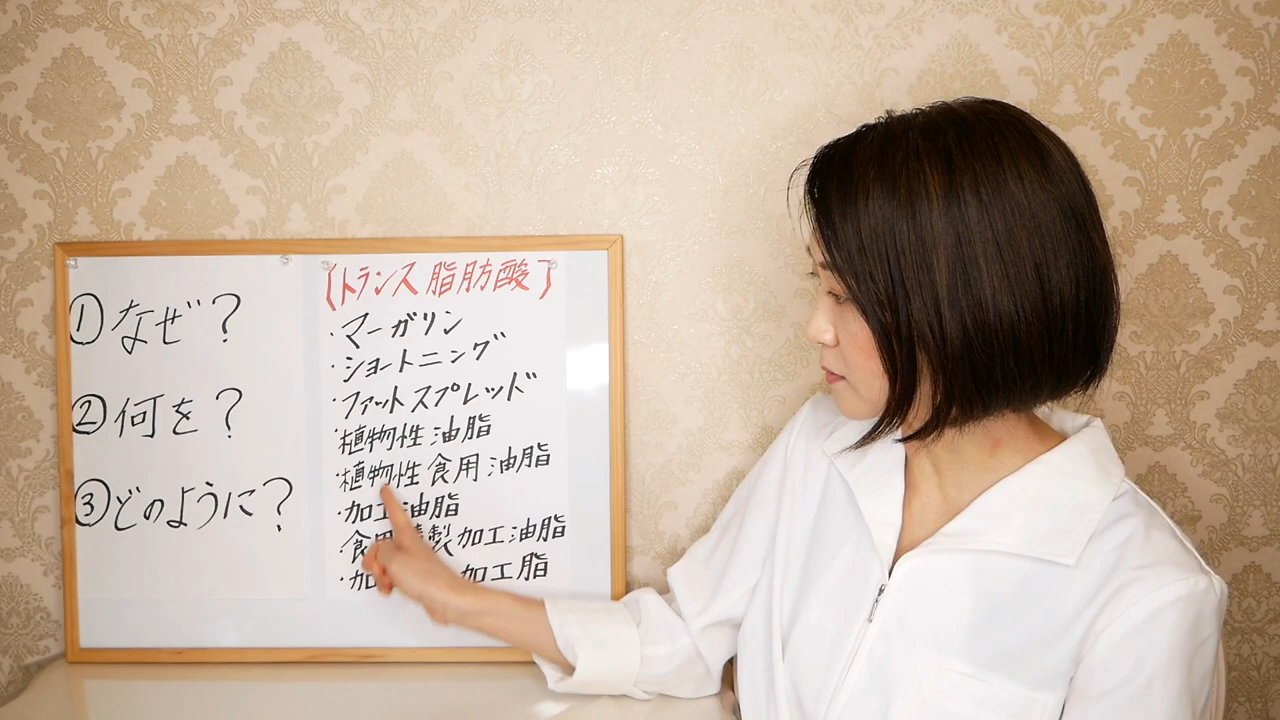 ①なぜ？
②何を？
③どのように？
【トランス脂肪酸】
・マーガリン
・ショートニング
・ファットスプレッド
・植物性油脂
・植物性食用油脂
・加工油脂
・食用精製加工油脂
・加 加工脂